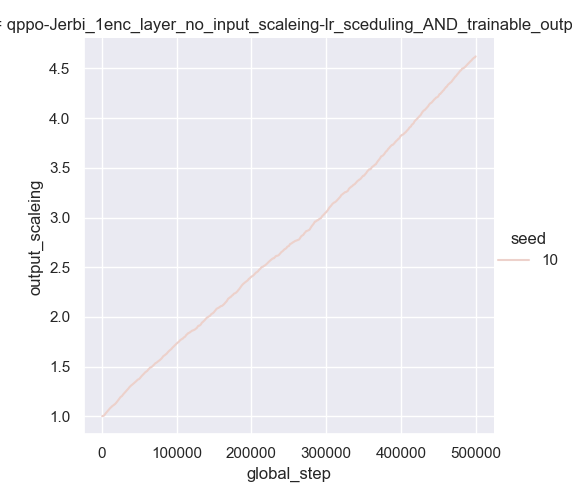 = qppo-Jerbi_1enc_layer_no_input_scaleing-lr_sceduling_AND_trainable_outp
4.5
4.0
3.5
3.0
2.5
2.0
1.5
1.0
output_scaleing
0 100000 200000 300000 400000 500000
global_step
seed
10